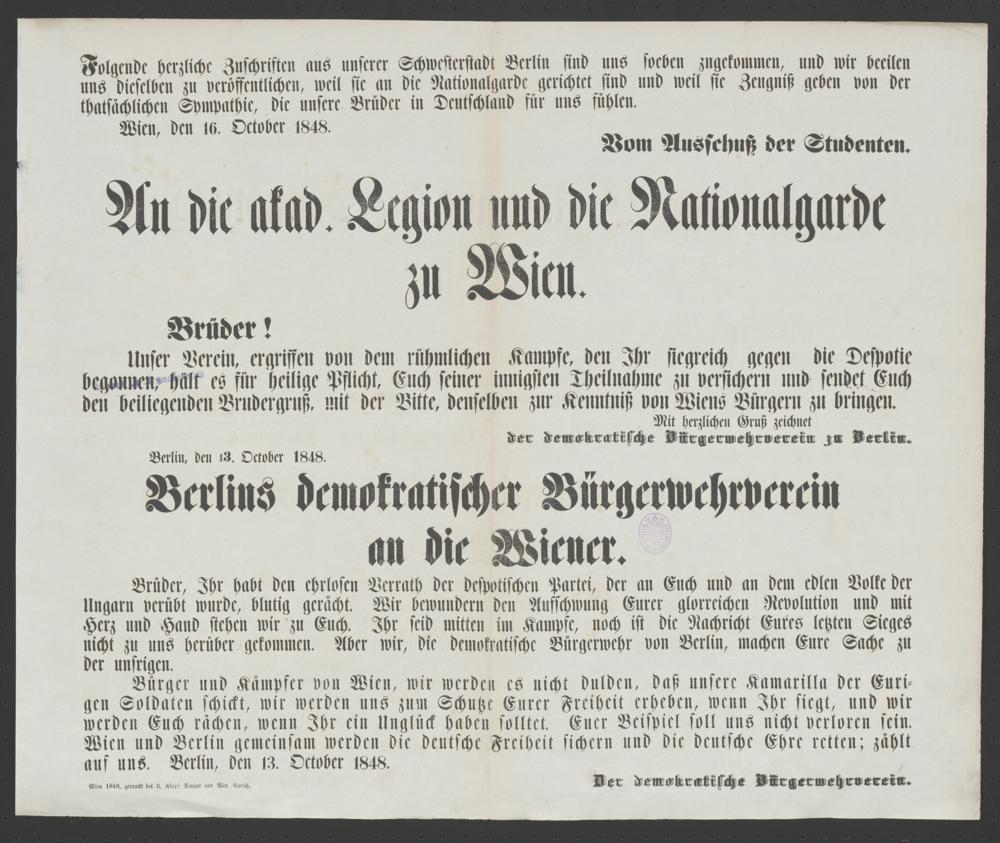 Folgende herzliche Zuschriften aus unserer Schwesterstadt Berlin sind uns soeben zugekommen, und wir beeilen
uns dieselben zu veröffentlichen, weil sie an die Nationalgarde gerichtet sind und weil sie Zeugniß geben von der
thatsächlichen Sympathie, die unsere Brüder in Deutschland für uns fühlen.
Wien, den 16. October 1848.
Vom Ausschuß der Studenten.
An die akad. Legion und die Nationalgarde
zu Wien.
Brüder!
Unser Verein, ergriffen von dem rühmlichen Kampfe, den Ihr siegreich gegen die Despotie
begonnen, hält es für heilige Pflicht, Euch seiner innigsten Theilnahme zu versichern und sendet Euch
den beiliegenden Brudergruß, mit der Bitte, denselben zur Kenntniß von Wiens Bürgern zu bringen.
Mit herzlichen Gruß zeichnet
der demokratische Bürgerwehrverein zu Berlin.
Berlin, den 13. October 1848.
Berlins demokratischer Bürgerwehrverein
an die Wiener.
Brüder, Ihr habt den ehrlosen Verrath der despotischen Partei, der an Euch und an dem edlen Volke der
Ungarn verübt wurde, blutig gerächt. Wir bewundern den Aufschwung Eurer glorreichen Revolution und mit
Herz und Hand stehen wir zu Euch. Ihr seid mitten im Kampfe, noch ist die Nachricht Eures letzten Sieges
nicht zu uns herüber gekommen. Aber wir, die demokratische Bürgerwehr von Berlin, machen Eure Sache zu
der unsrigen.
Bürger und Kämpfer von Wien, wir werden es nicht dulden, daß unsere Kamarilla der Euri-
gen Soldaten schickt, wir werden uns zum Schutze Eurer Freiheit erheben, wenn Ihr siegt, und wir
werden Euch rächen, wenn Ihr ein Unglück haben solltet. Euer Beispiel soll uns nicht verloren sein.
Wien und Berlin gemeinsam werden die deutsche Freiheit sichern und die deutsche Ehre retten; zählt
auf uns. Berlin, den 13. October 1848.
Der demokratische Bürgerwehrverein.
Wien 1848, gedruckt bei U. Klopf Senior und Alex. Eurich.